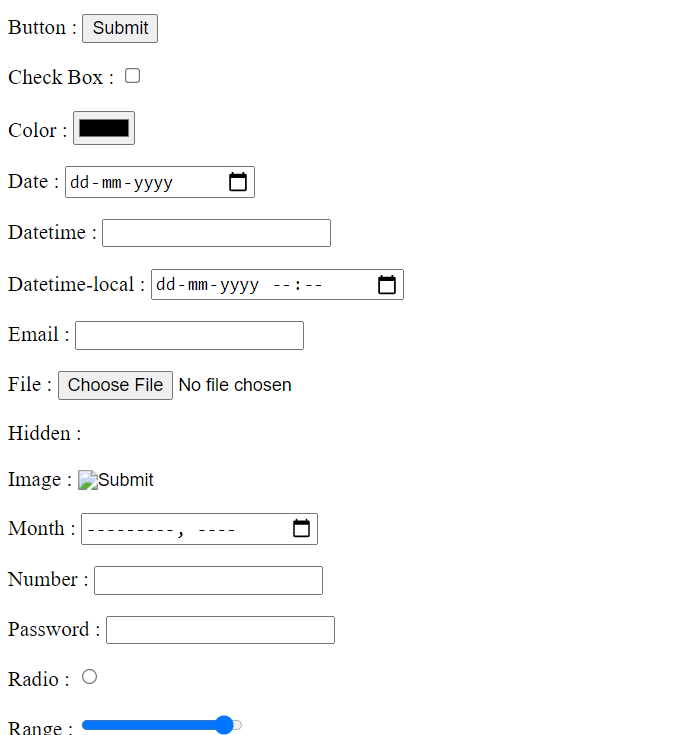 Button : Submit
Check Box :
Color :
Date : dd-mm-yyyy
Datetime :
Datetime-local : dd-mm-yyyy --:--
Email :
File : Choose File No file chosen
Hidden :
Image : Submit
Month : ---------, ----
Number :
Password :
Radio :
Range :